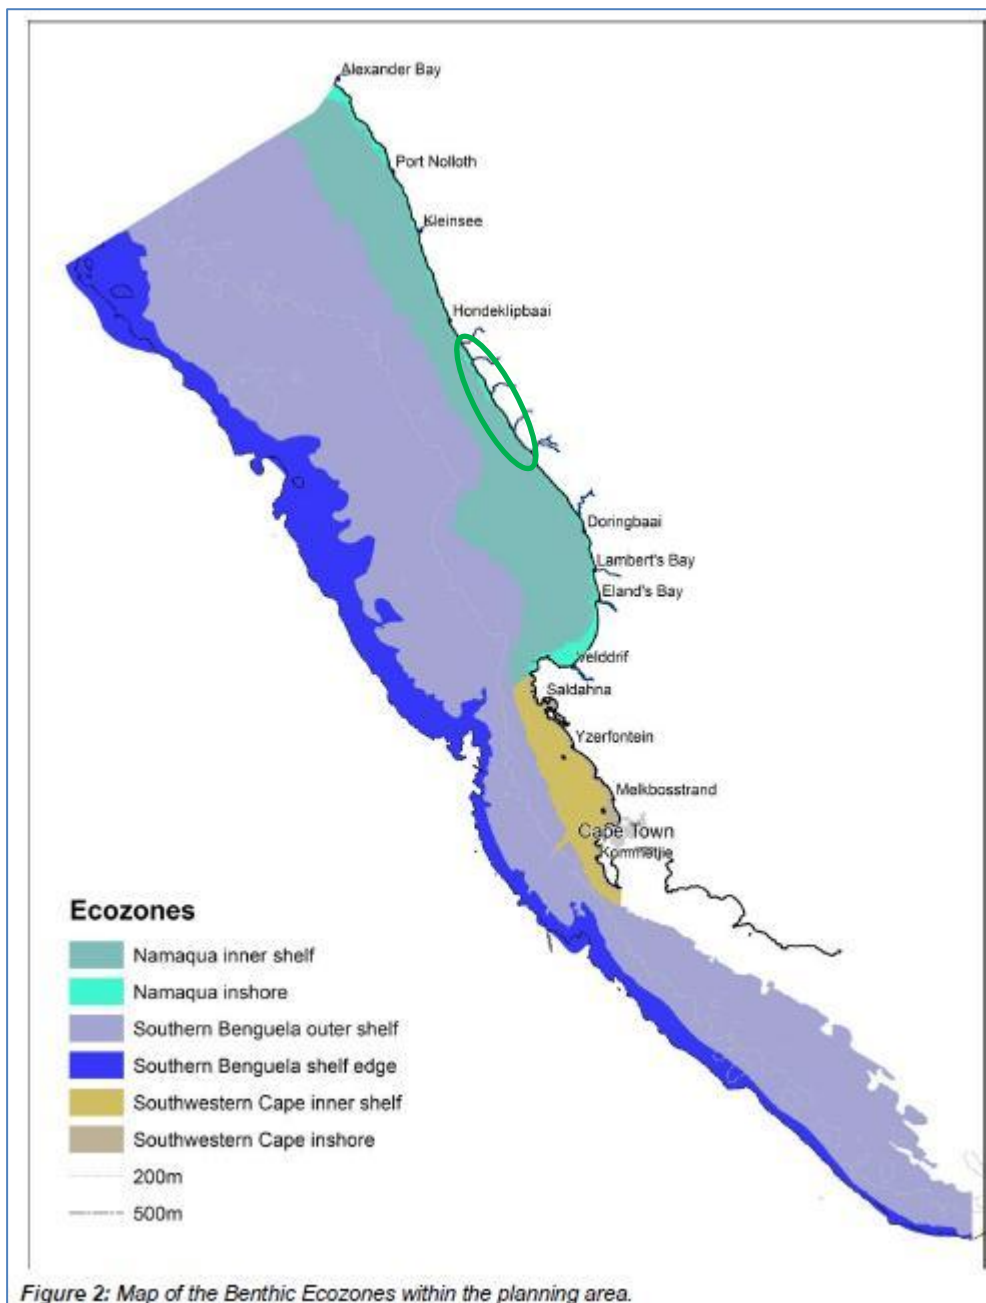 Alexander Bay
Port Nolloth
Kleinsee
Hondeklipbaai
Doringbaai
Lambert's Bay
Eland's Bay
Velddrif
Saldahna
Yzerfontein
Melkbosstrand
Cape Town
Kommetjie
Ecozones
Namaqua inner shelf
Namaqua inshore
Southern Benguela outer shelf
Southern Benguela shelf edge
Southwestern Cape inner shelf
Southwestern Cape inshore
200m
500m
Figure 2: Map of the Benthic Ecozones within the planning area.